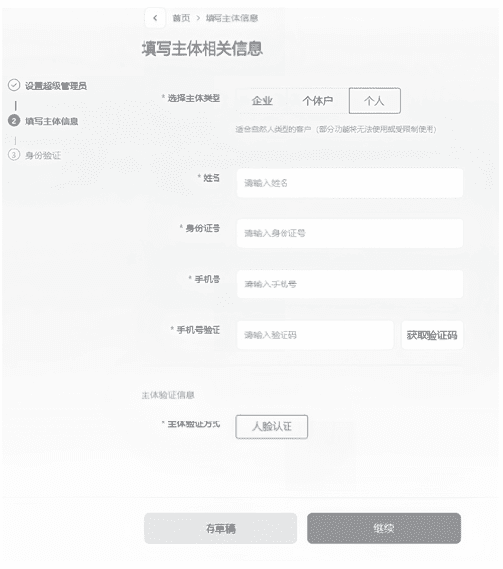 首页 > 填写主体信息
填写主体相关信息
设置超级管理员
2 填写主体信息
3 身份验证
* 选择主体类型 企业 个体户 个人
适合自然人类型的客户（部分功能将无法使用或受限制使用）
* 姓名 请输入姓名
* 身份证号 请输入身份证号
* 手机号 请输入手机号
* 手机号验证 请输入验证码 获取验证码
主体验证信息
* 主体验证方式 人脸认证
存草稿 继续